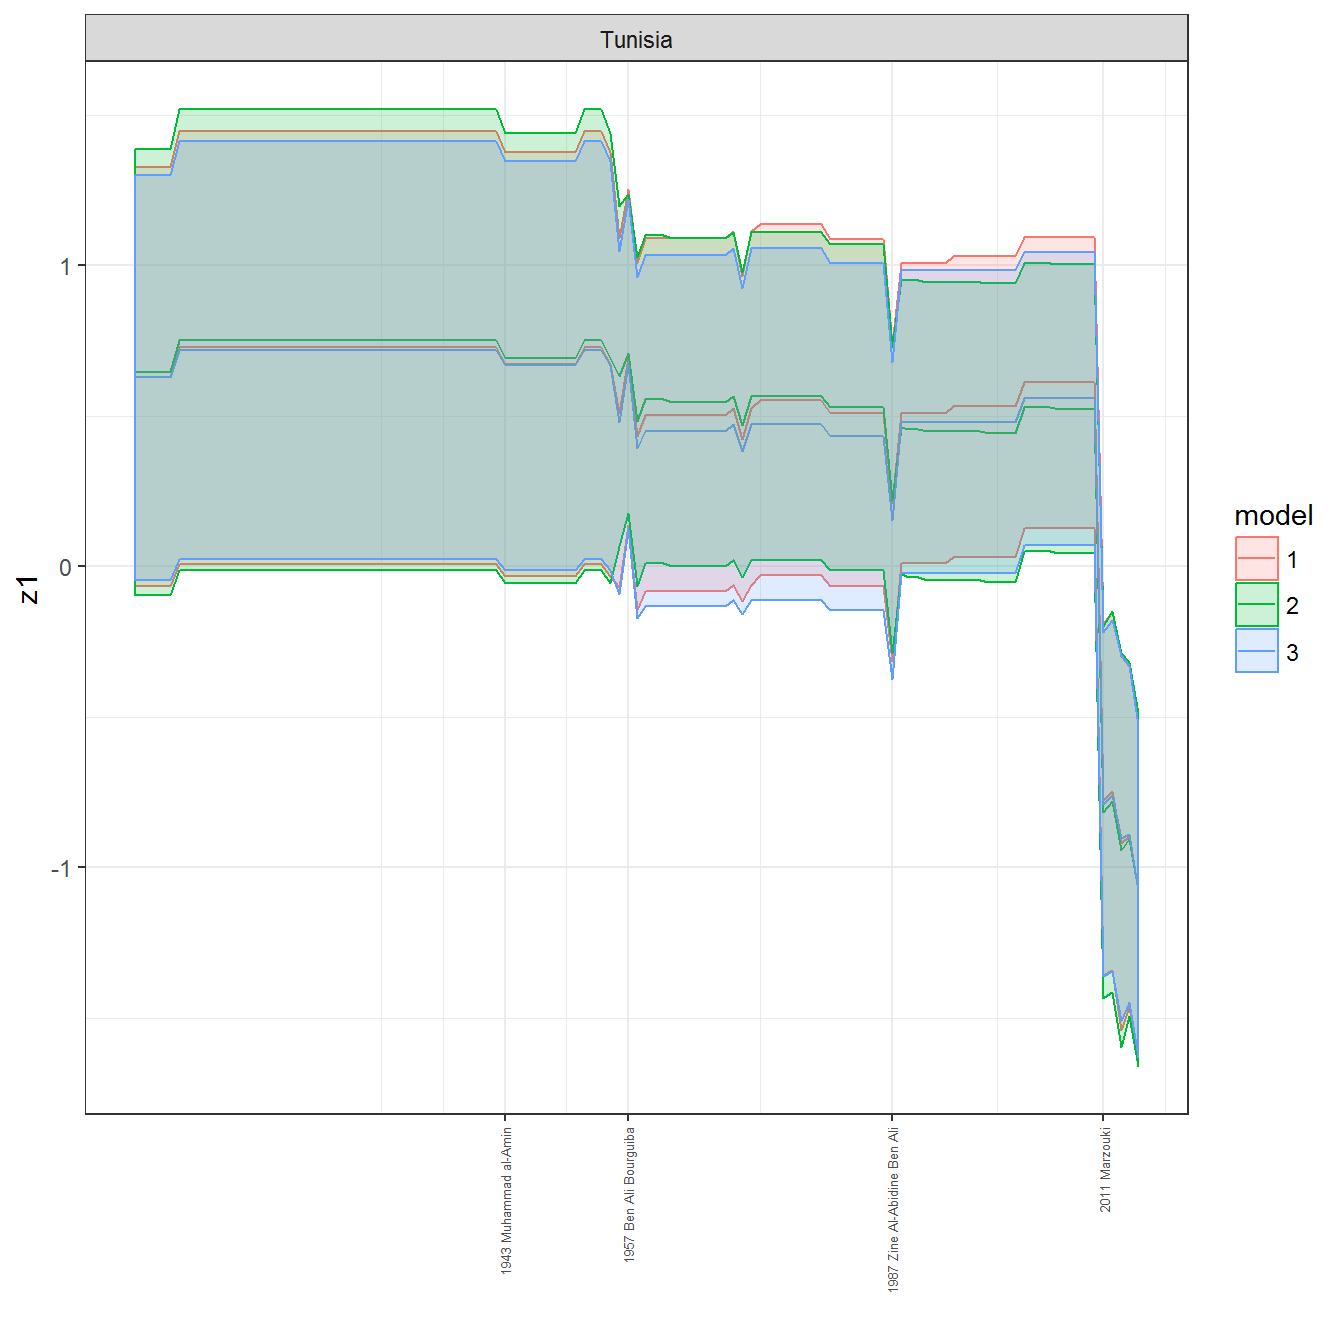 Tunisia
1
0
-1
z1
1943 Muhammad al-Amin
1957 Ben Ali Bourguiba
1987 Zine Al-Abidine Ben Ali
2011 Marzouki
model
1
2
3